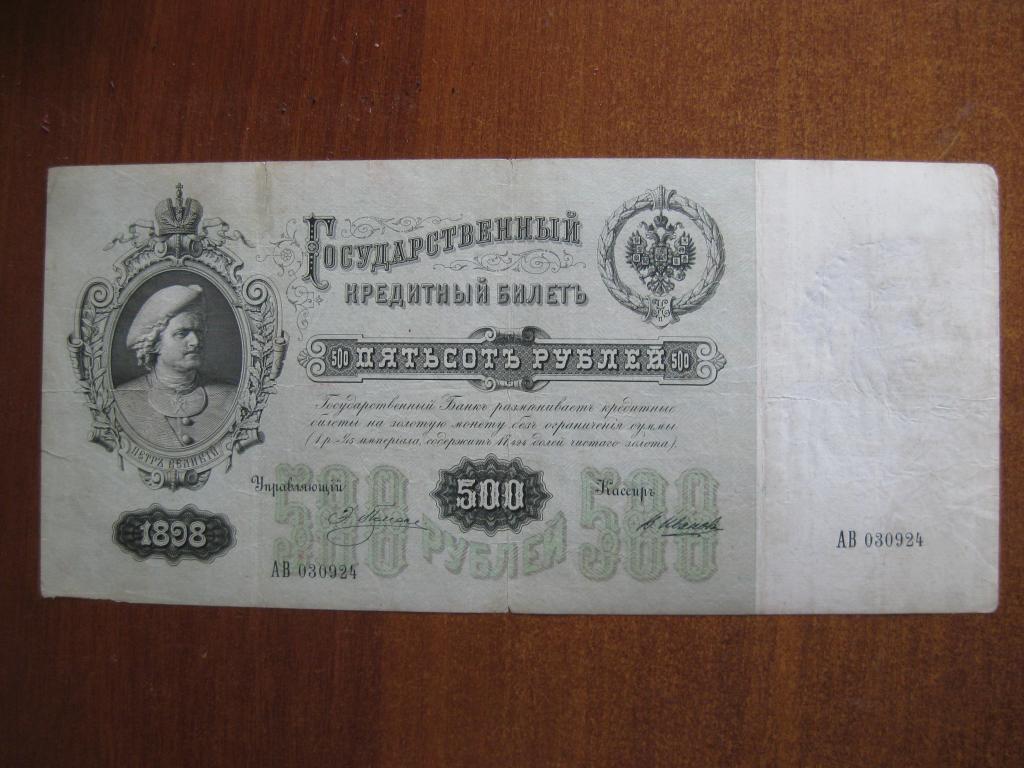 Государственный
Кредитный Билетъ
500 ПЯТЬСОТЪ РУБЛЕЙ 500
Государственный Банкъ размѣниваетъ кредитные
билеты на золотую монету безъ ограниченія суммы
(1 р.= 1/15 имперіала, содержитъ 17,424 долей чистаго золота).
ПЕТРЪ ВЕЛИКІЙ
Управляющій
500
Кассиръ
500 500
РУБЛЕЙ
1898
АВ 030924
АВ 030924